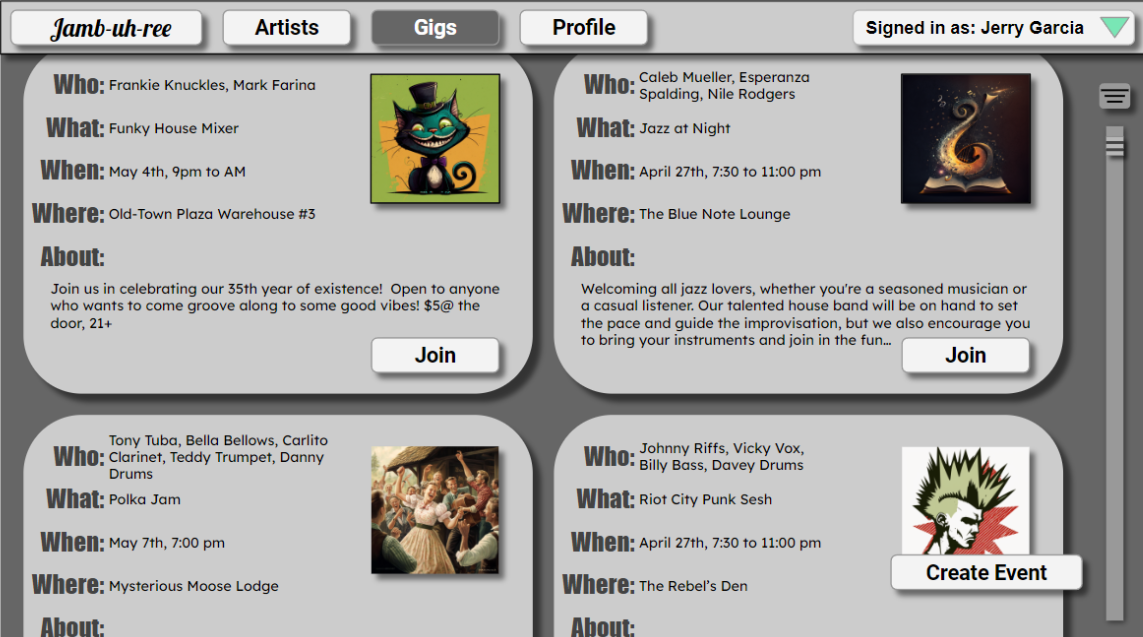 Jamb-uh-ree
Artists
Gigs
Profile
Signed in as: Jerry Garcia
Who: Frankie Knuckles, Mark Farina
What: Funky House Mixer
When: May 4th, 9pm to AM
Where: Old-Town Plaza Warehouse #3
About:
Join us in celebrating our 35th year of existence!  Open to anyone
who wants to come groove along to some good vibes! $5@ the
door, 21+
Join
Who: Caleb Mueller, Esperanza
Spalding, Nile Rodgers
What: Jazz at Night
When: April 27th, 7:30 to 11:00 pm
Where: The Blue Note Lounge
About:
Welcoming all jazz lovers, whether you're a seasoned musician or
a casual listener. Our talented house band will be on hand to set
the pace and guide the improvisation, but we also encourage you
to bring your instruments and join in the fun...
Join
Who: Tony Tuba, Bella Bellows, Carlito
Clarinet, Teddy Trumpet, Danny
Drums
What: Polka Jam
When: May 7th, 7:00 pm
Where: Mysterious Moose Lodge
About:
Who: Johnny Riffs, Vicky Vox,
Billy Bass, Davey Drums
What: Riot City Punk Sesh
When: April 27th, 7:30 to 11:00 pm
Where: The Rebel's Den
About:
Create Event